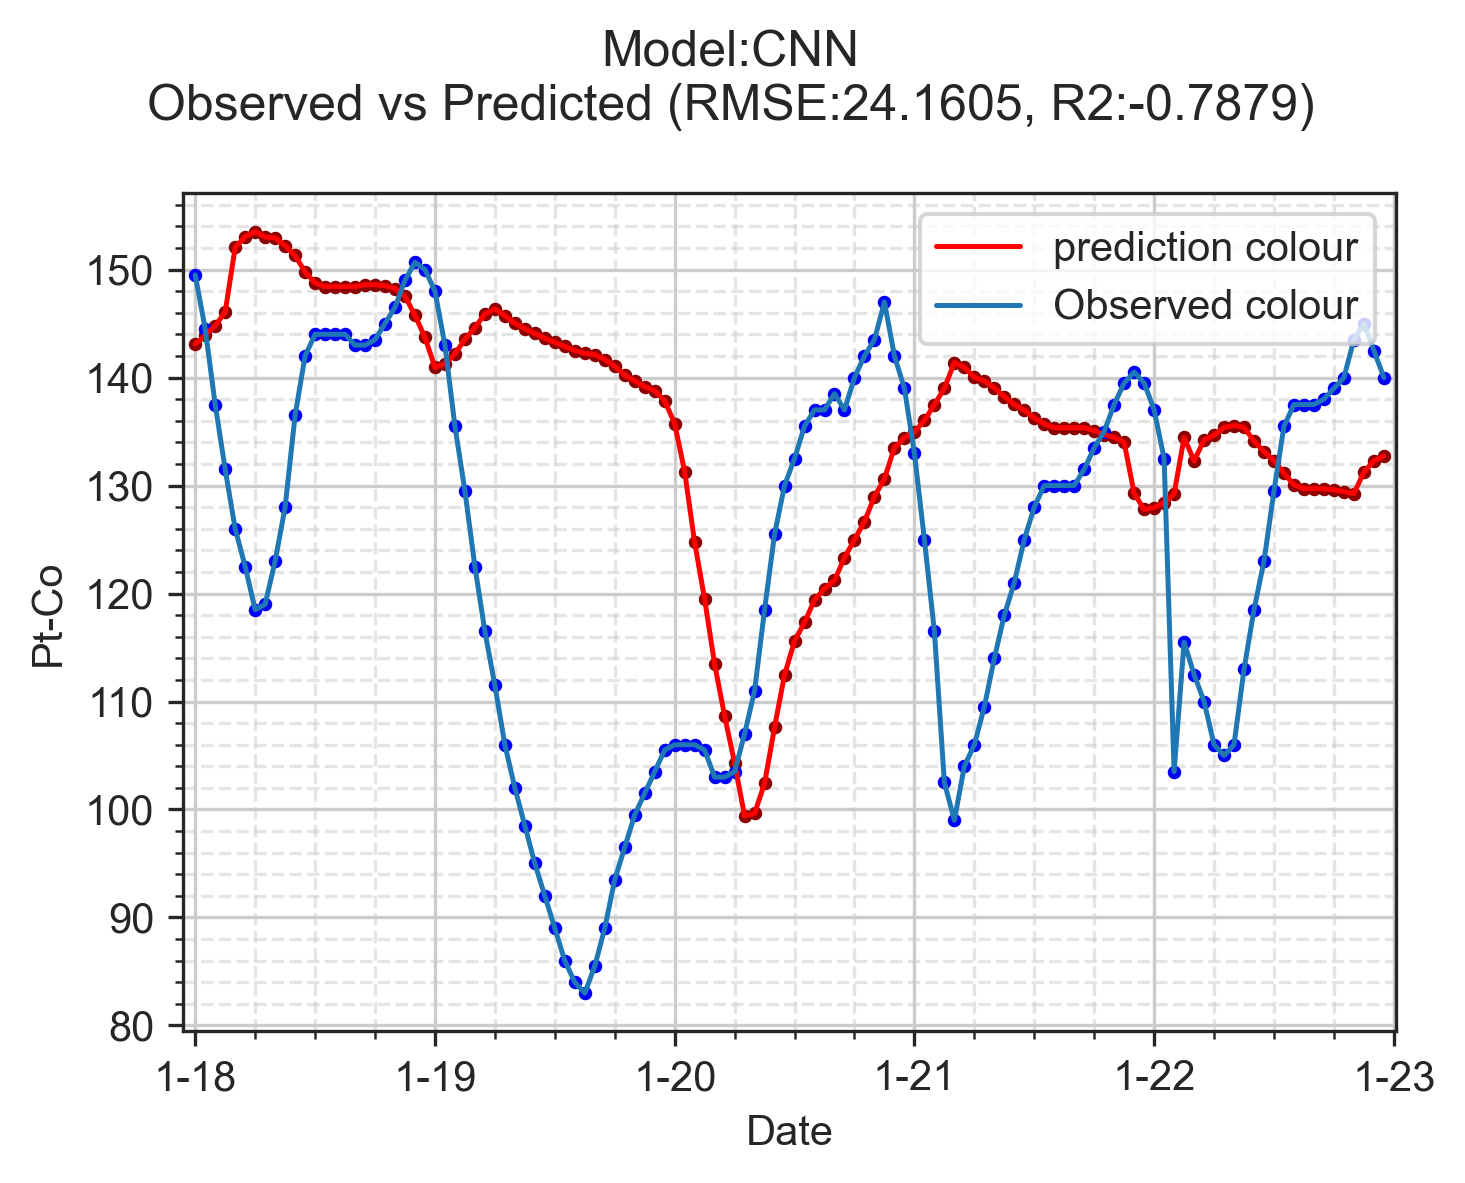 Model:CNN
Observed vs Predicted (RMSE:24.1605, R2:-0.7879)
prediction colour
Observed colour
Pt-Co
150
140
130
120
110
100
90
80
1-18 1-19 1-20 1-21 1-22 1-23
Date